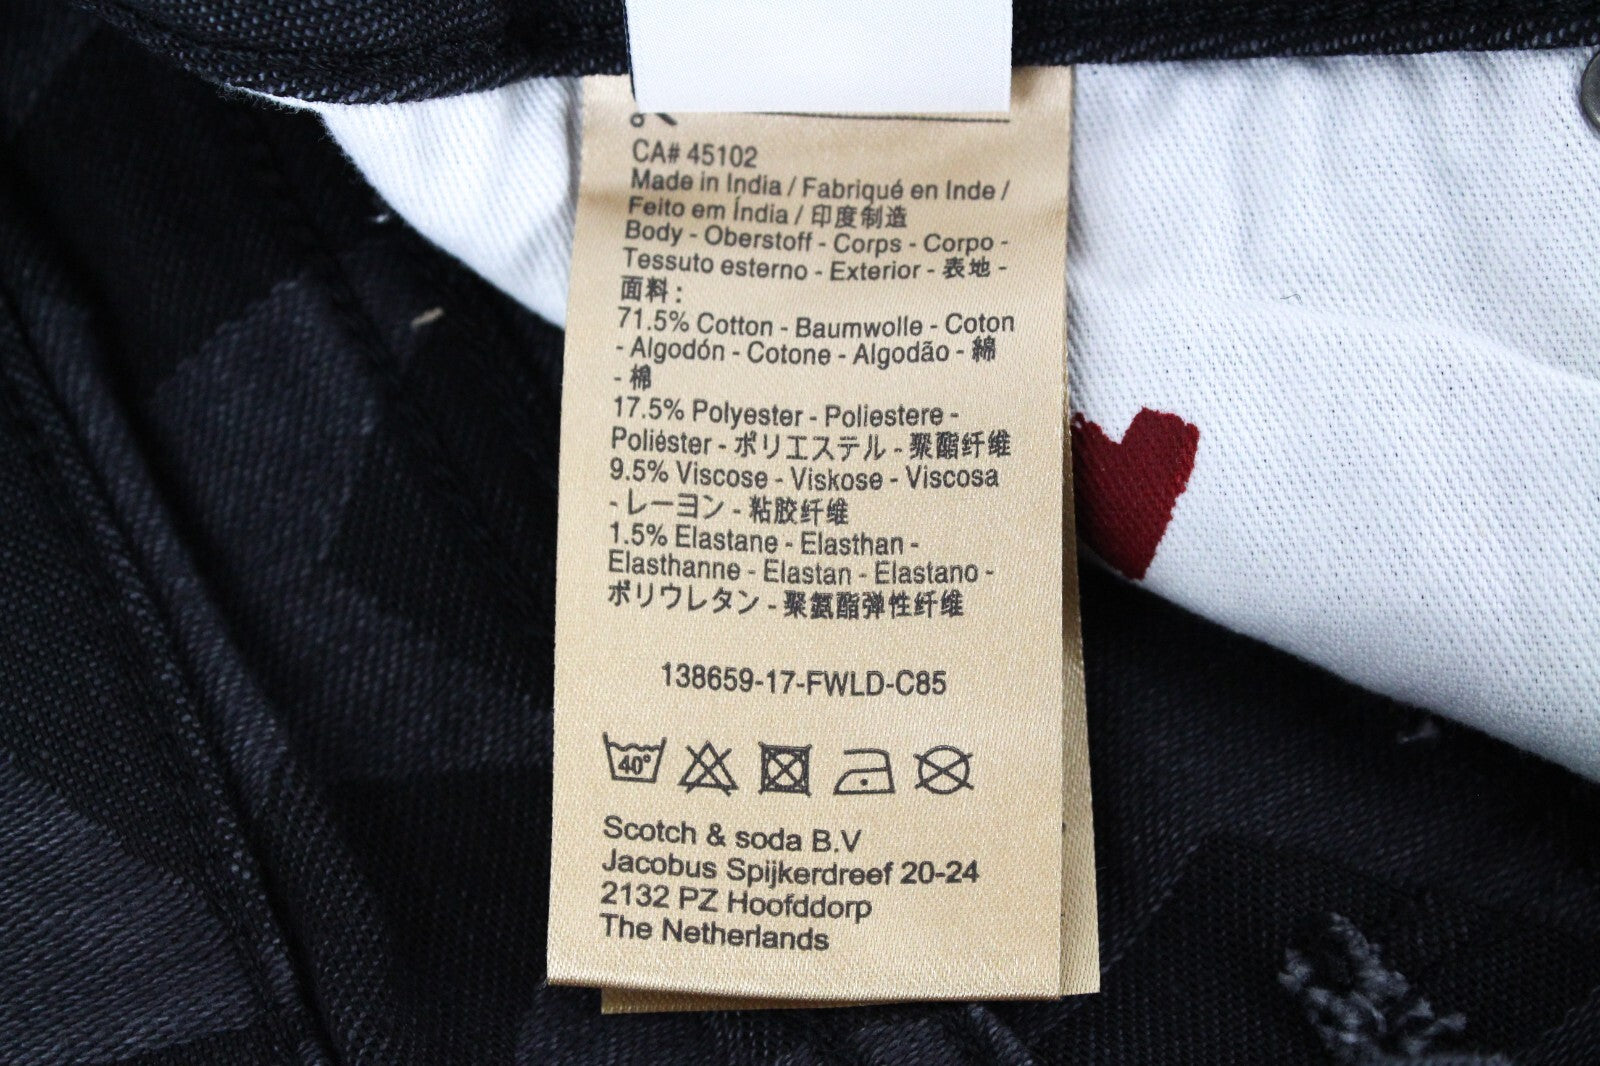 CA# 45102
Made in India / Fabriqué en Inde /
Feito em Índia / 印度制造
Body - Oberstoff - Corps - Corpo -
Tessuto esterno - Exterior - 表地 -
面料 :
71.5% Cotton - Baumwolle - Coton
- Algodón - Cotone - Algodão - 綿
- 棉
17.5% Polyester - Poliestere -
Poliéster - ポリエステル - 聚酯纤维
9.5% Viscose - Viskose - Viscosa
- レーヨン - 粘胶纤维
1.5% Elastane - Elasthan -
Elasthanne - Elastan - Elastano -
ポリウレタン - 聚氨酯弹性纤维
138659-17-FWLD-C85
40°
Scotch & soda B.V
Jacobus Spijkerdreef 20-24
2132 PZ Hoofddorp
The Netherlands